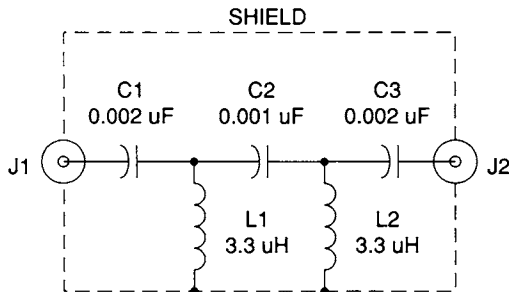 SHIELD
C1
0.002 uF
C2
0.001 uF
C3
0.002 uF
J1
J2
L1
3.3 uH
L2
3.3 uH